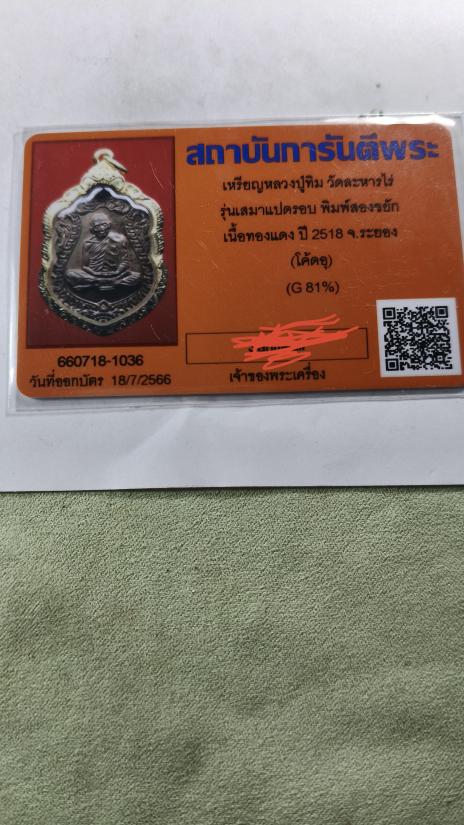 สถาบันการันตีพระ
เหรียญหลวงปู่ทิม วัดละหารไร่
รุ่นเสมาแปดรอบ พิมพ์สองขยัก
เนื้อทองแดง ปี 2518 จ.ระยอง
(โค้ดอุ)
(G 81%)
660718-1036
วันที่ออกบัตร 18/7/2566
เจ้าของพระเครื่อง